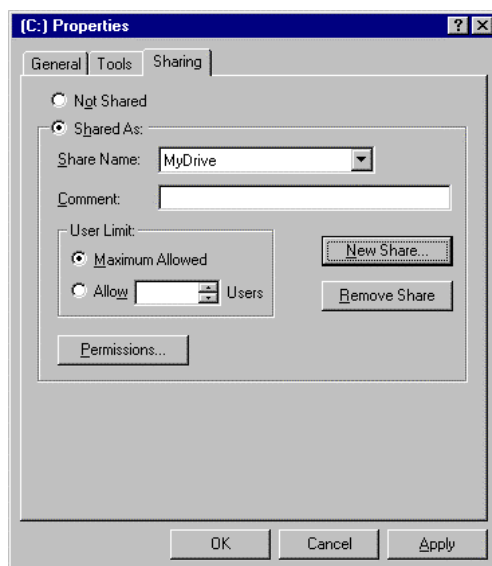 (C:) Properties
General Tools Sharing
Not Shared
Shared As:
Share Name: MyDrive
Comment:
User Limit:
Maximum Allowed
New Share...
Allow Users
Remove Share
Permissions...
OK Cancel Apply